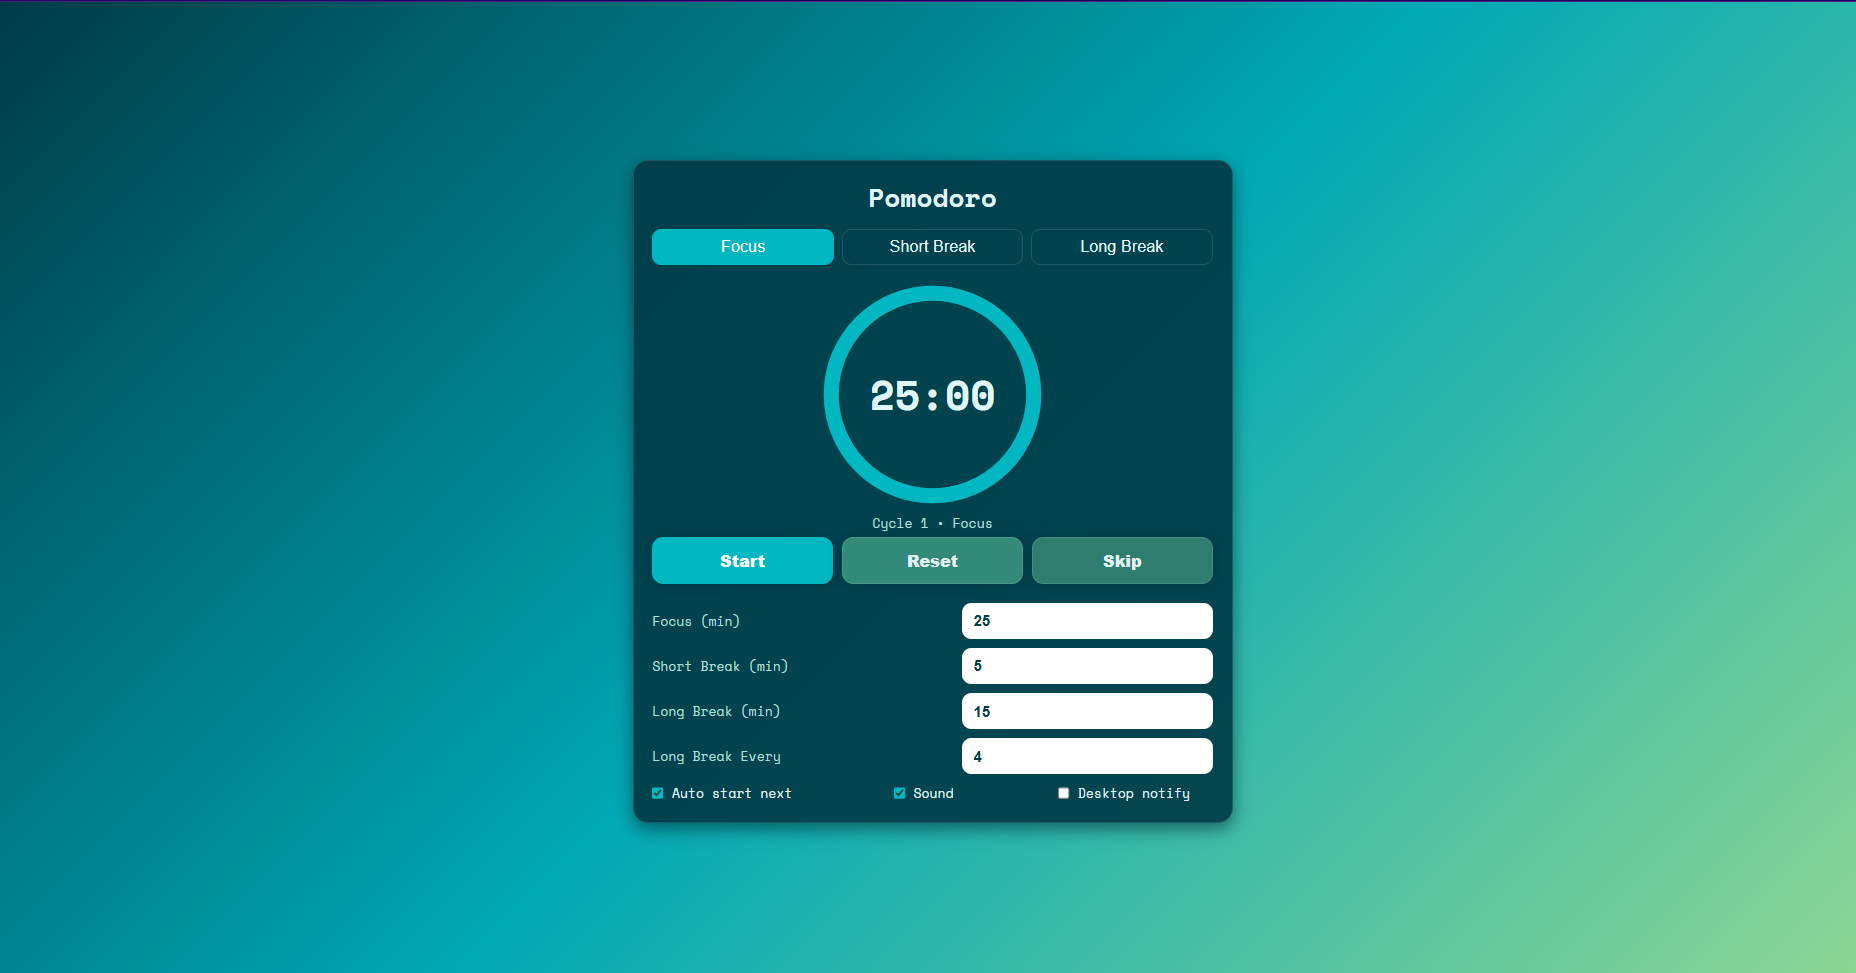 Pomodoro
Focus Short Break Long Break
25:00
Cycle 1 • Focus
Start Reset Skip
Focus (min) 25
Short Break (min) 5
Long Break (min) 15
Long Break Every 4
Auto start next Sound Desktop notify